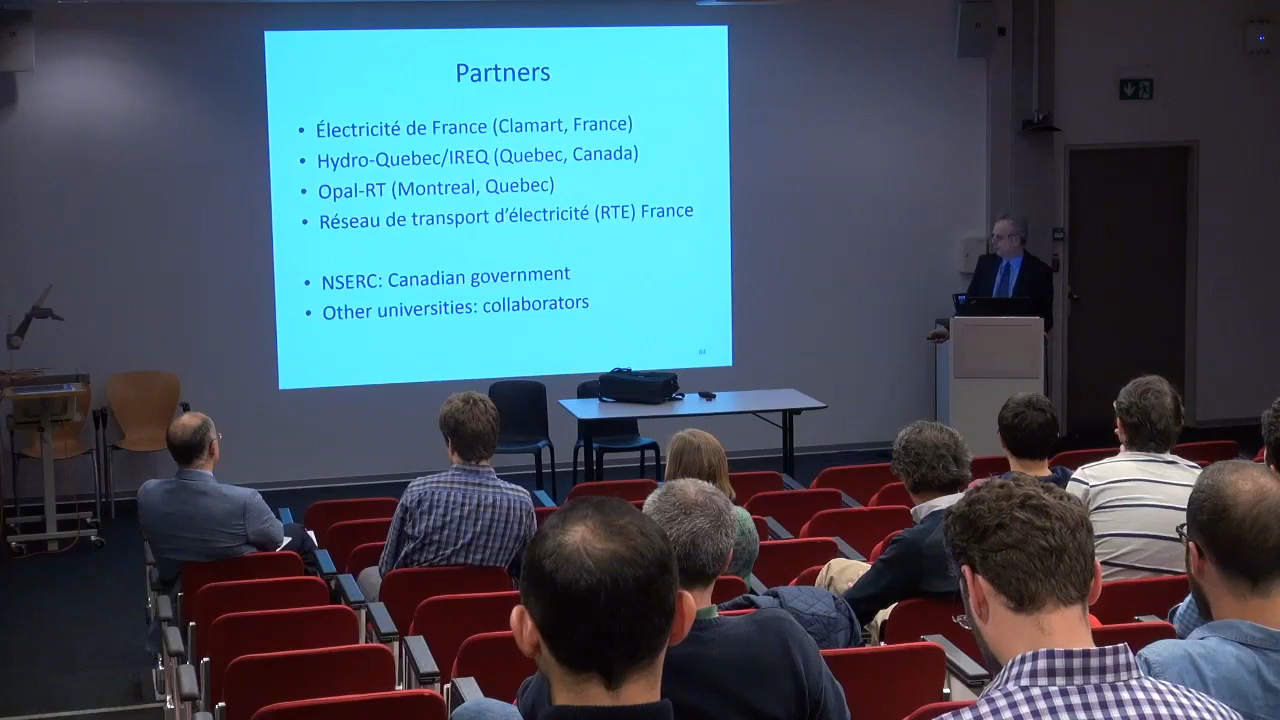 Partners
• Électricité de France (Clamart, France)
• Hydro-Quebec/IREQ (Quebec, Canada)
• Opal-RT (Montreal, Quebec)
• Réseau de transport d'électricité (RTE) France
• NSERC: Canadian government
• Other universities: collaborators
84